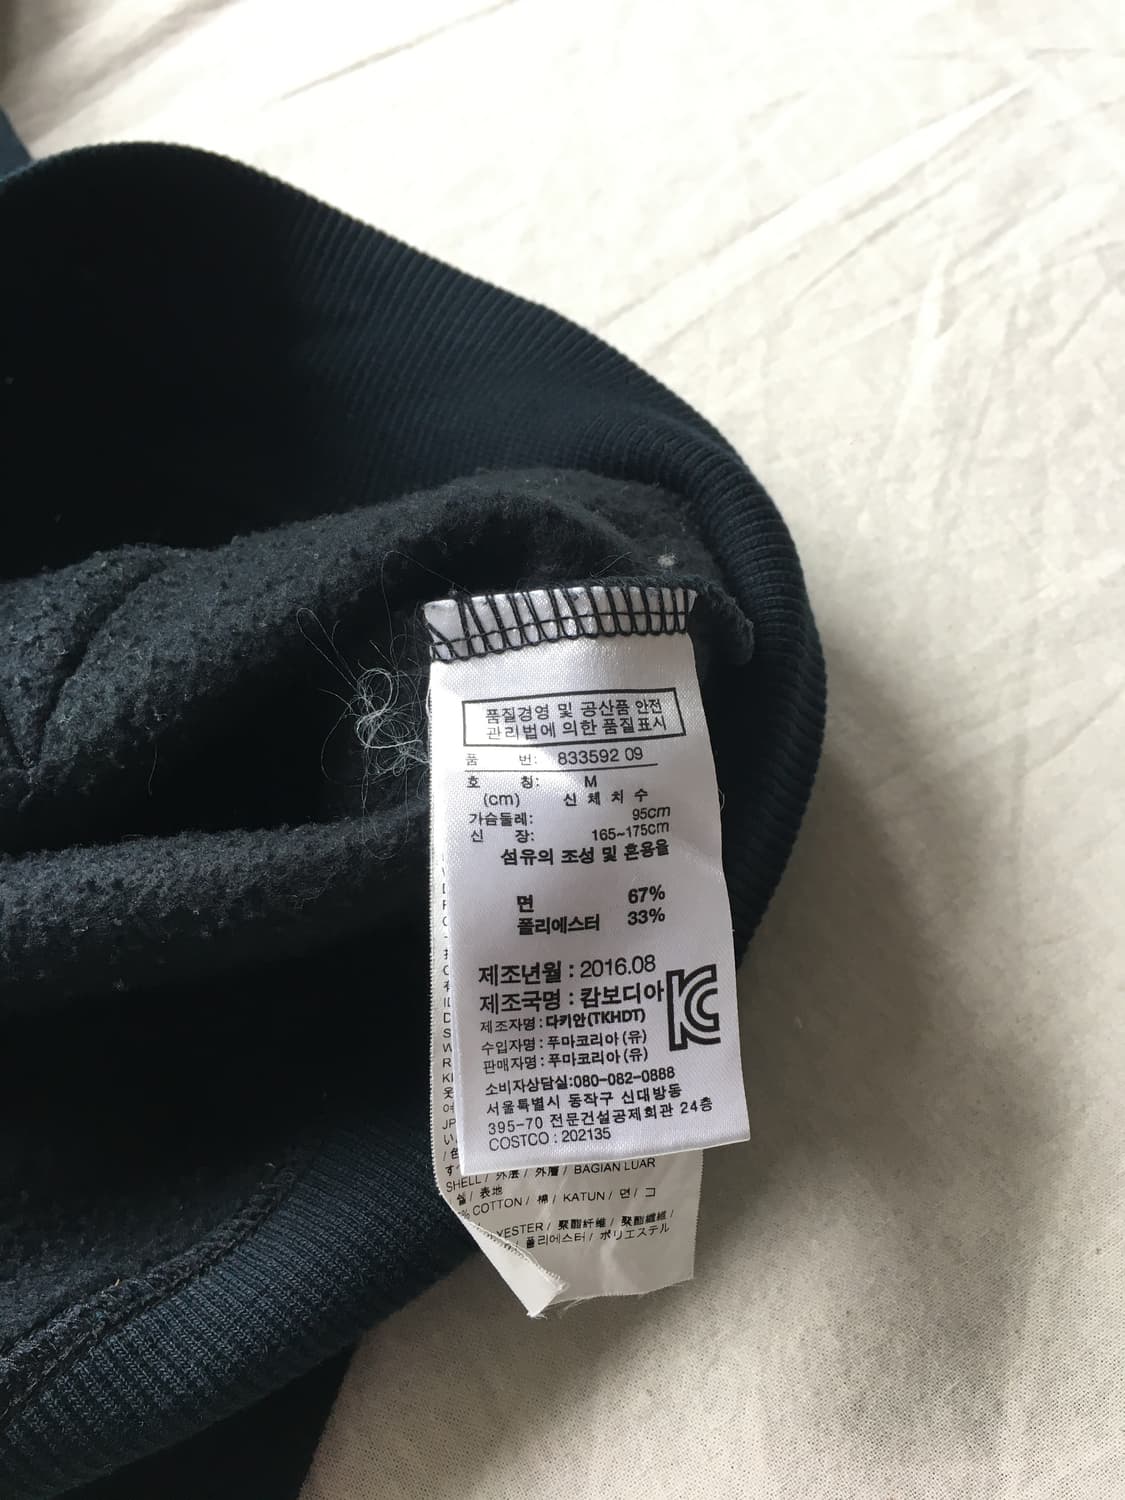 품질경영 및 공산품 안전
관리법에 의한 품질표시
품 번: 833592 09
호 칭: M
(cm) 신 체 치 수
가슴둘레: 95cm
신 장: 165~175cm
섬유의 조성 및 혼용율
면 67%
폴리에스터 33%
제조년월 : 2016.08
제조국명 : 캄보디아
제조자명 : 다키안(TKHDT)
수입자명 : 푸마코리아 (유)
판매자명 : 푸마코리아 (유)
소비자상담실:080-082-0888
서울특별시 동작구 신대방동
395-70 전문건설공제회관 24층
COSTCO : 202135
SHELL / 外层 / 外層 / BAGIAN LUAR
/ 表地
% COTTON / 棉 / KATUN / 면 / コ
YESTER / 聚酯纤维 / 聚酯纖維 /
/ 폴리에스터 / ポリエステル